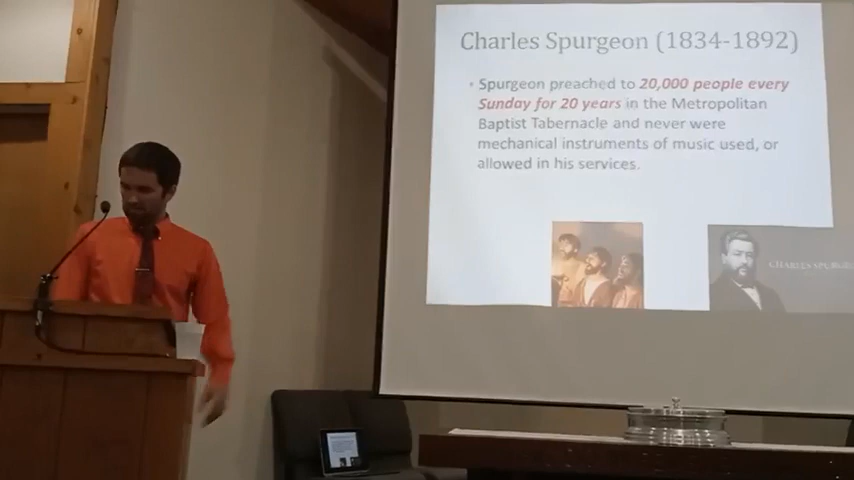 Charles Spurgeon (1834-1892)
• Spurgeon preached to 20,000 people every
Sunday for 20 years in the Metropolitan
Baptist Tabernacle and never were
mechanical instruments of music used, or
allowed in his services.
CHARLES SPURGEON